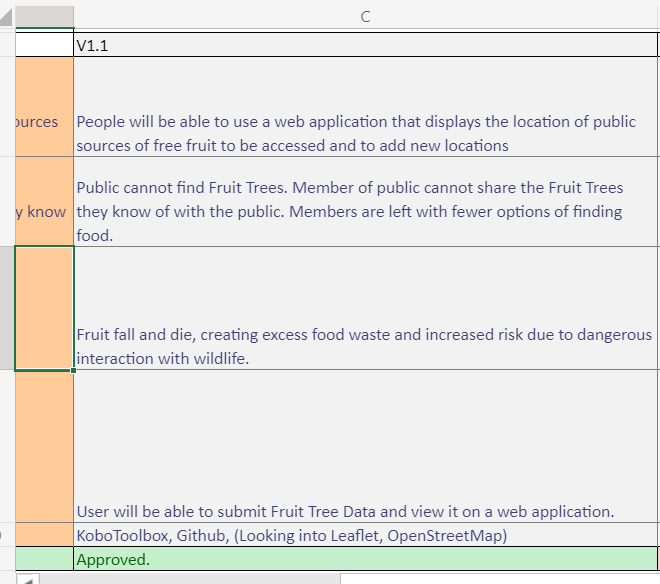 C
V1.1
People will be able to use a web application that displays the location of public
sources of free fruit to be accessed and to add new locations
Public cannot find Fruit Trees. Member of public cannot share the Fruit Trees
y know they know of with the public. Members are left with fewer options of finding
food.
Fruit fall and die, creating excess food waste and increased risk due to dangerous
interaction with wildlife.
User will be able to submit Fruit Tree Data and view it on a web application.
KoboToolbox, Github, (Looking into Leaflet, OpenStreetMap)
Approved.